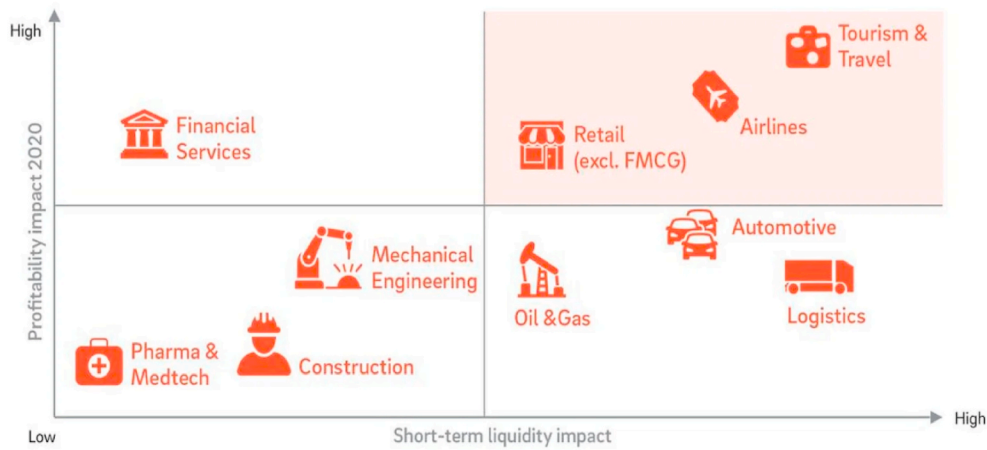 High
Tourism &
Travel
Airlines
Financial
Services
Retail
(excl. FMCG)
Profitability impact 2020
Automotive
Mechanical
Engineering
Oil &Gas
Logistics
Pharma &
Medtech
Construction
Low
Short-term liquidity impact
High